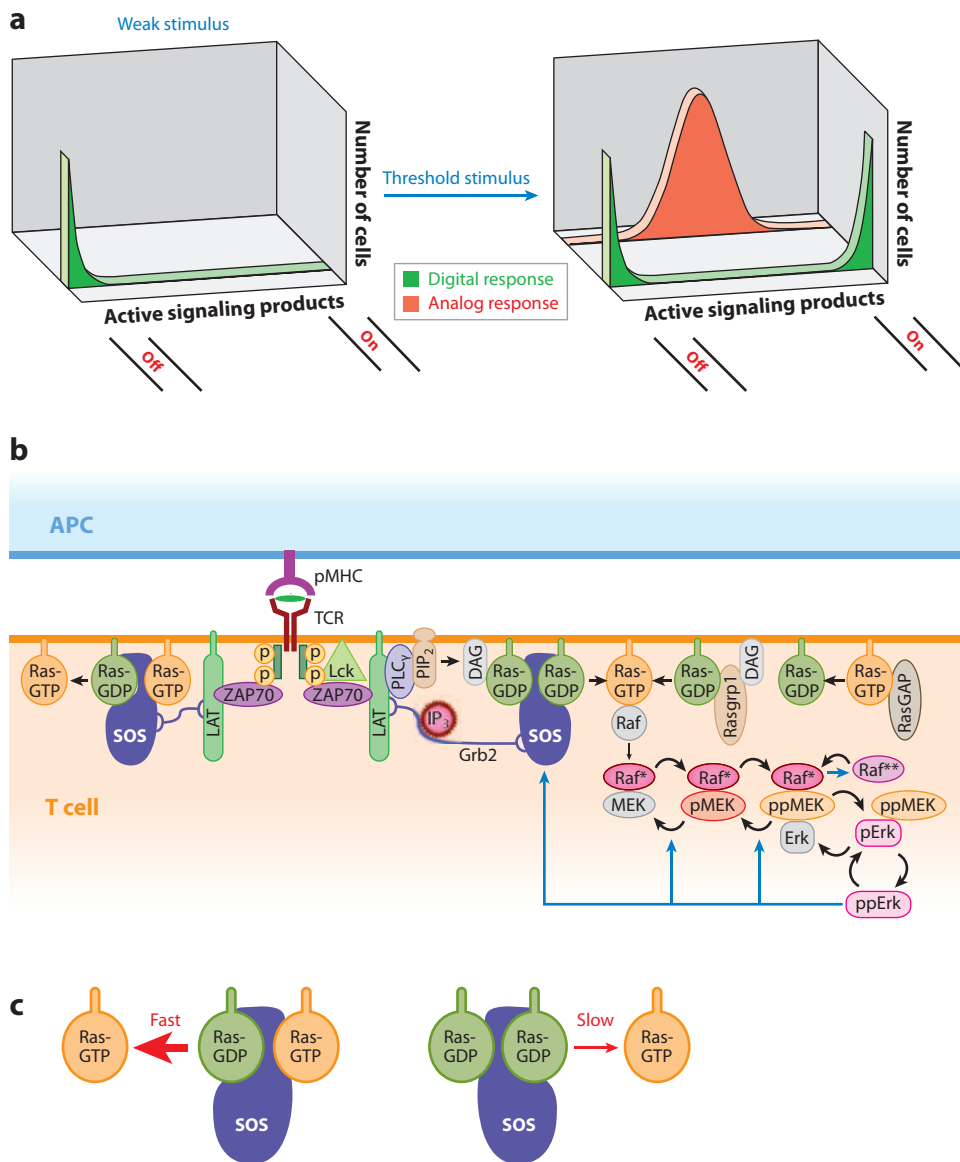 a
Weak stimulus
Number of cells
Active signaling products
Off
On
Threshold stimulus
Digital response
Analog response
Number of cells
Active signaling products
Off
On
b
APC
pMHC
TCR
Ras-
GTP
Ras-
GDP
Ras-
GTP
SOS
LAT
ZAP70
p
p
p
p
Lck
ZAP70
LAT
PLCγ
PIP2
DAG
IP3
Grb2
Ras-
GDP
Ras-
GDP
SOS
Ras-
GTP
Ras-
GDP
Rasgrp1
DAG
Ras-
GDP
Ras-
GTP
RasGAP
Raf
Raf*
Raf*
Raf*
Raf**
MEK
pMEK
ppMEK
ppMEK
Erk
pErk
ppErk
T cell
c
Ras-
GTP
Fast
Ras-
GDP
Ras-
GTP
SOS
Ras-
GDP
Ras-
GDP
SOS
Slow
Ras-
GTP